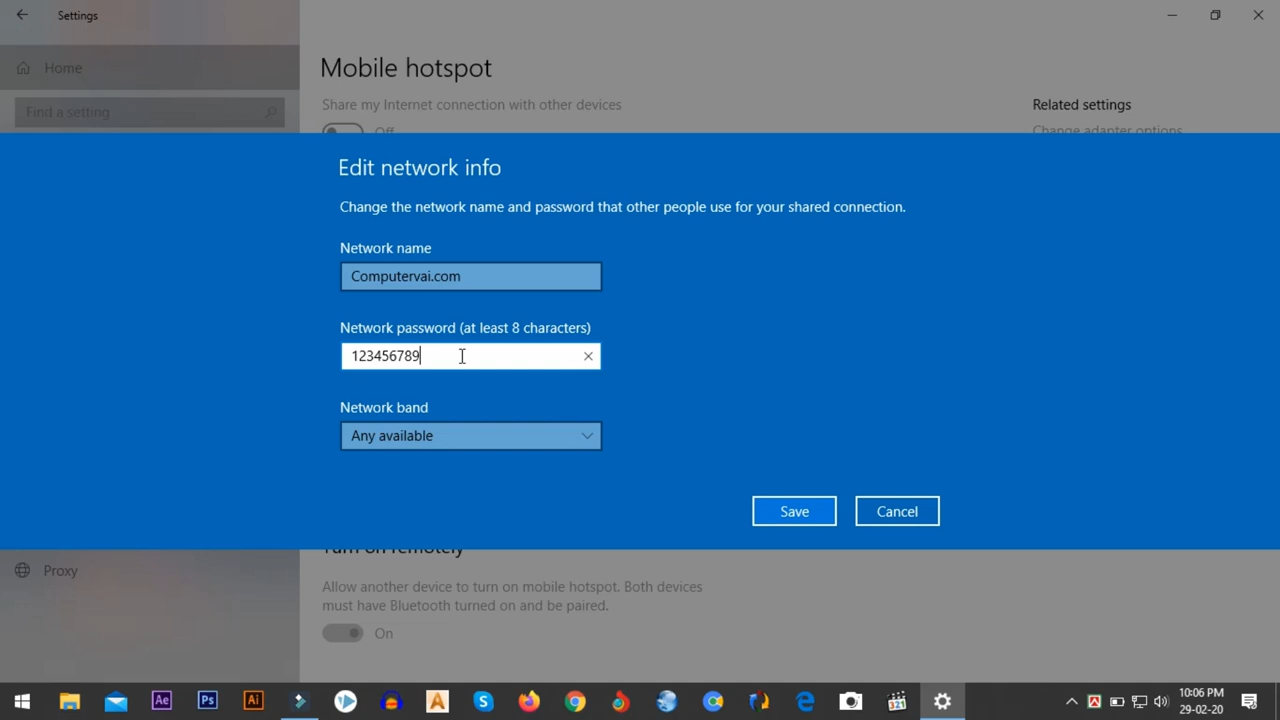 Settings
Home
Find a setting
Mobile hotspot
Share my Internet connection with other devices
Off
Related settings
Change adapter options
Edit network info
Change the network name and password that other people use for your shared connection.
Network name
Computervai.com
Network password (at least 8 characters)
123456789
Network band
Any available
Save
Cancel
Turn on remotely
Proxy
Allow another device to turn on mobile hotspot. Both devices
must have Bluetooth turned on and be paired.
On
Ae
Ps
Ai
321
10:06 PM
29-02-20